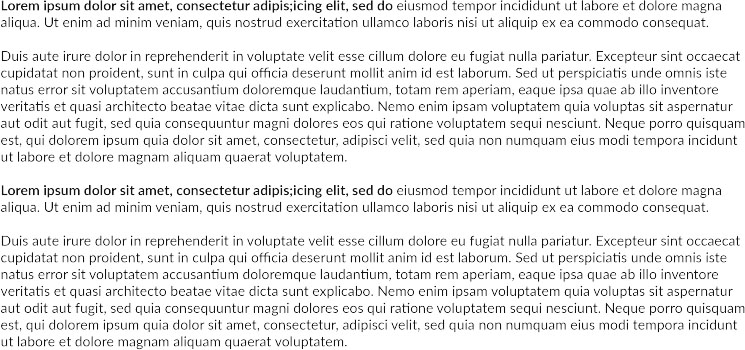 Lorem ipsum dolor sit amet, consectetur adipis;icing elit, sed do eiusmod tempor incididunt ut labore et dolore magna
aliqua. Ut enim ad minim veniam, quis nostrud exercitation ullamco laboris nisi ut aliquip ex ea commodo consequat.
Duis aute irure dolor in reprehenderit in voluptate velit esse cillum dolore eu fugiat nulla pariatur. Excepteur sint occaecat
cupidatat non proident, sunt in culpa qui officia deserunt mollit anim id est laborum. Sed ut perspiciatis unde omnis iste
natus error sit voluptatem accusantium doloremque laudantium, totam rem aperiam, eaque ipsa quae ab illo inventore
veritatis et quasi architecto beatae vitae dicta sunt explicabo. Nemo enim ipsam voluptatem quia voluptas sit aspernatur
aut odit aut fugit, sed quia consequuntur magni dolores eos qui ratione voluptatem sequi nesciunt. Neque porro quisquam
est, qui dolorem ipsum quia dolor sit amet, consectetur, adipisci velit, sed quia non numquam eius modi tempora incidunt
ut labore et dolore magnam aliquam quaerat voluptatem.
Lorem ipsum dolor sit amet, consectetur adipis;icing elit, sed do eiusmod tempor incididunt ut labore et dolore magna
aliqua. Ut enim ad minim veniam, quis nostrud exercitation ullamco laboris nisi ut aliquip ex ea commodo consequat.
Duis aute irure dolor in reprehenderit in voluptate velit esse cillum dolore eu fugiat nulla pariatur. Excepteur sint occaecat
cupidatat non proident, sunt in culpa qui officia deserunt mollit anim id est laborum. Sed ut perspiciatis unde omnis iste
natus error sit voluptatem accusantium doloremque laudantium, totam rem aperiam, eaque ipsa quae ab illo inventore
veritatis et quasi architecto beatae vitae dicta sunt explicabo. Nemo enim ipsam voluptatem quia voluptas sit aspernatur
aut odit aut fugit, sed quia consequuntur magni dolores eos qui ratione voluptatem sequi nesciunt. Neque porro quisquam
est, qui dolorem ipsum quia dolor sit amet, consectetur, adipisci velit, sed quia non numquam eius modi tempora incidunt
ut labore et dolore magnam aliquam quaerat voluptatem.